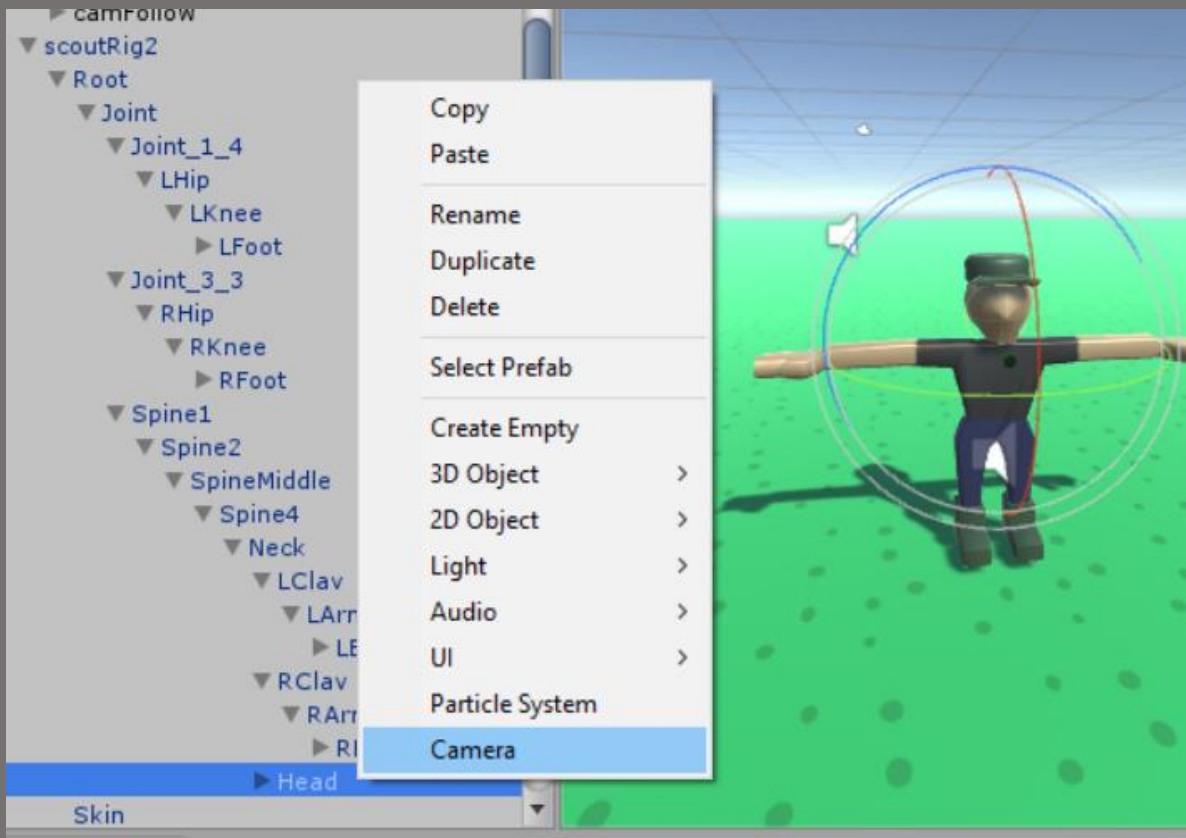 camFollow
scoutRig2
Root
Joint
Joint_1_4
LHip
LKnee
LFoot
Joint_3_3
RHip
RKnee
RFoot
Spine1
Spine2
SpineMiddle
Spine4
Neck
LClav
RClav
Head
Skin
Copy
Paste
Rename
Duplicate
Delete
Select Prefab
Create Empty
3D Object
2D Object
Light
Audio
UI
Particle System
Camera